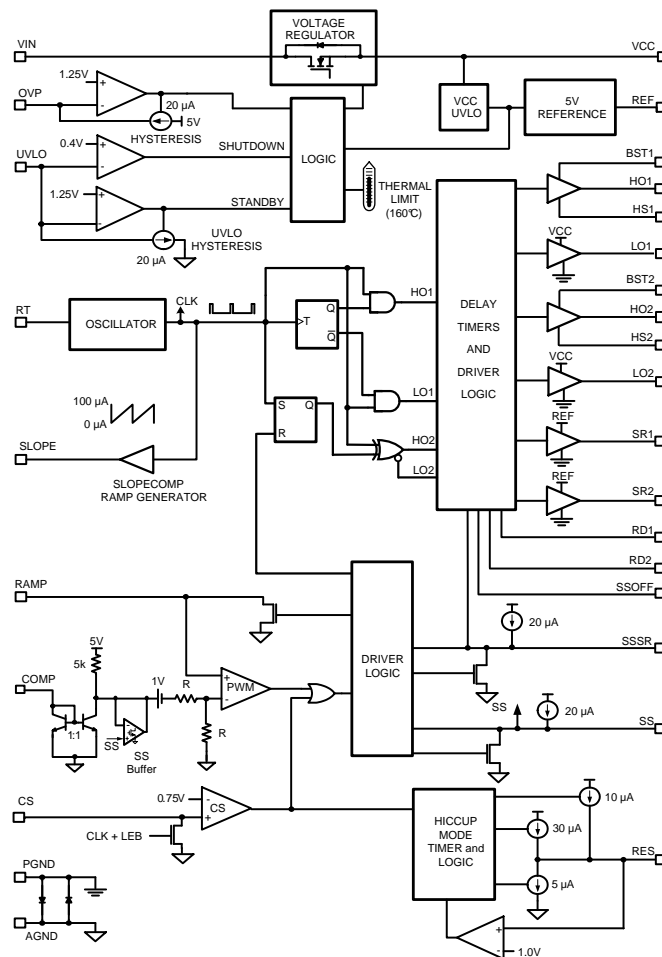 VOLTAGE
REGULATOR
VIN
VCC
1.25V
OVP
20 µA
5V
HYSTERESIS
VCC
UVLO
5V
REFERENCE
REF
0.4V
UVLO
SHUTDOWN
LOGIC
THERMAL
LIMIT
(160℃)
1.25V
STANDBY
UVLO
HYSTERESIS
20 µA
BST1
HO1
HS1
VCC
LO1
BST2
HO2
HS2
VCC
LO2
REF
SR1
REF
SR2
RD1
RD2
SSOFF
DELAY
TIMERS
AND
DRIVER
LOGIC
RT
OSCILLATOR
CLK
>T
Q
Q
HO1
LO1
S
Q
R
HO2
LO2
100 µA
0 µA
SLOPE
SLOPECOMP
RAMP GENERATOR
RAMP
20 µA
SSSR
DRIVER
LOGIC
SS
SS
20 µA
SS
5V
5k
COMP
1:1
SS
SS
Buffer
1V
R
R
+
-
PWM
0.75V
CS
-
+
CS
CLK + LEB
HICCUP
MODE
TIMER and
LOGIC
10 µA
30 µA
RES
5 µA
+
-
1.0V
PGND
AGND